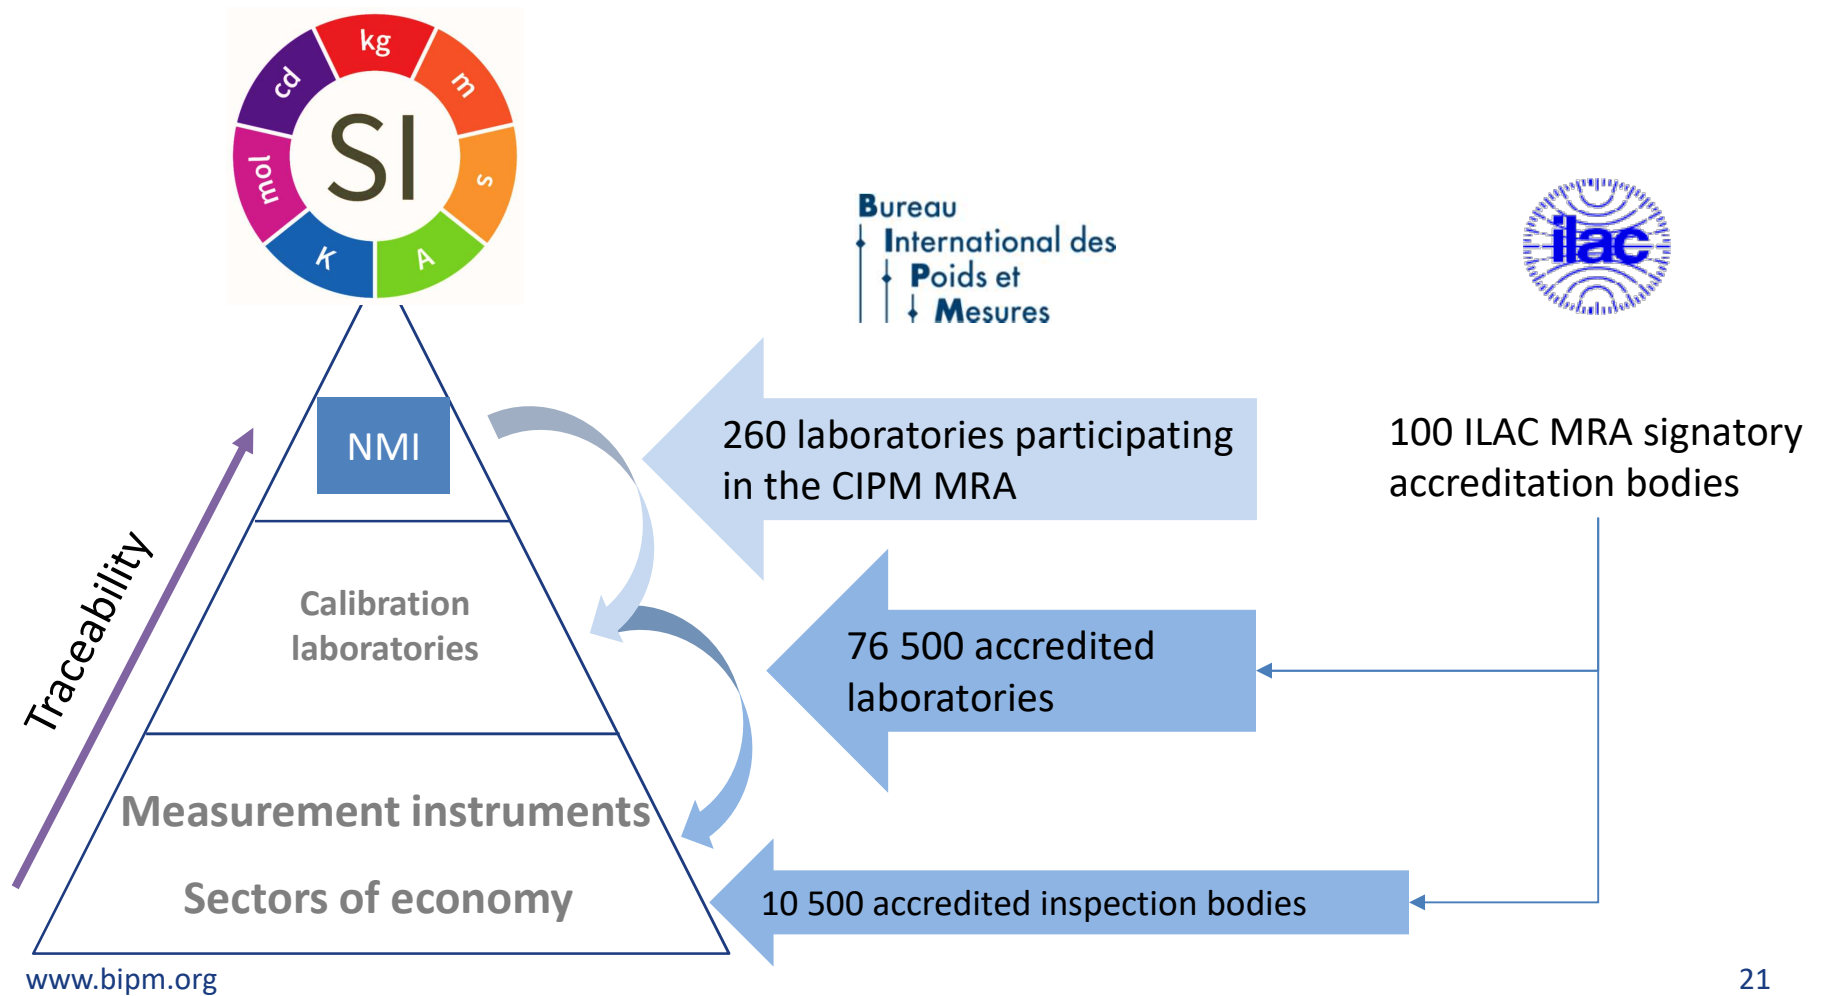 kg
m
s
A
K
mol
cd
SI
Bureau
International des
Poids et
Mesures
ilac
NMI
260 laboratories participating
in the CIPM MRA
100 ILAC MRA signatory
accreditation bodies
Traceability
Calibration
laboratories
76 500 accredited
laboratories
Measurement instruments
Sectors of economy
10 500 accredited inspection bodies
www.bipm.org
21